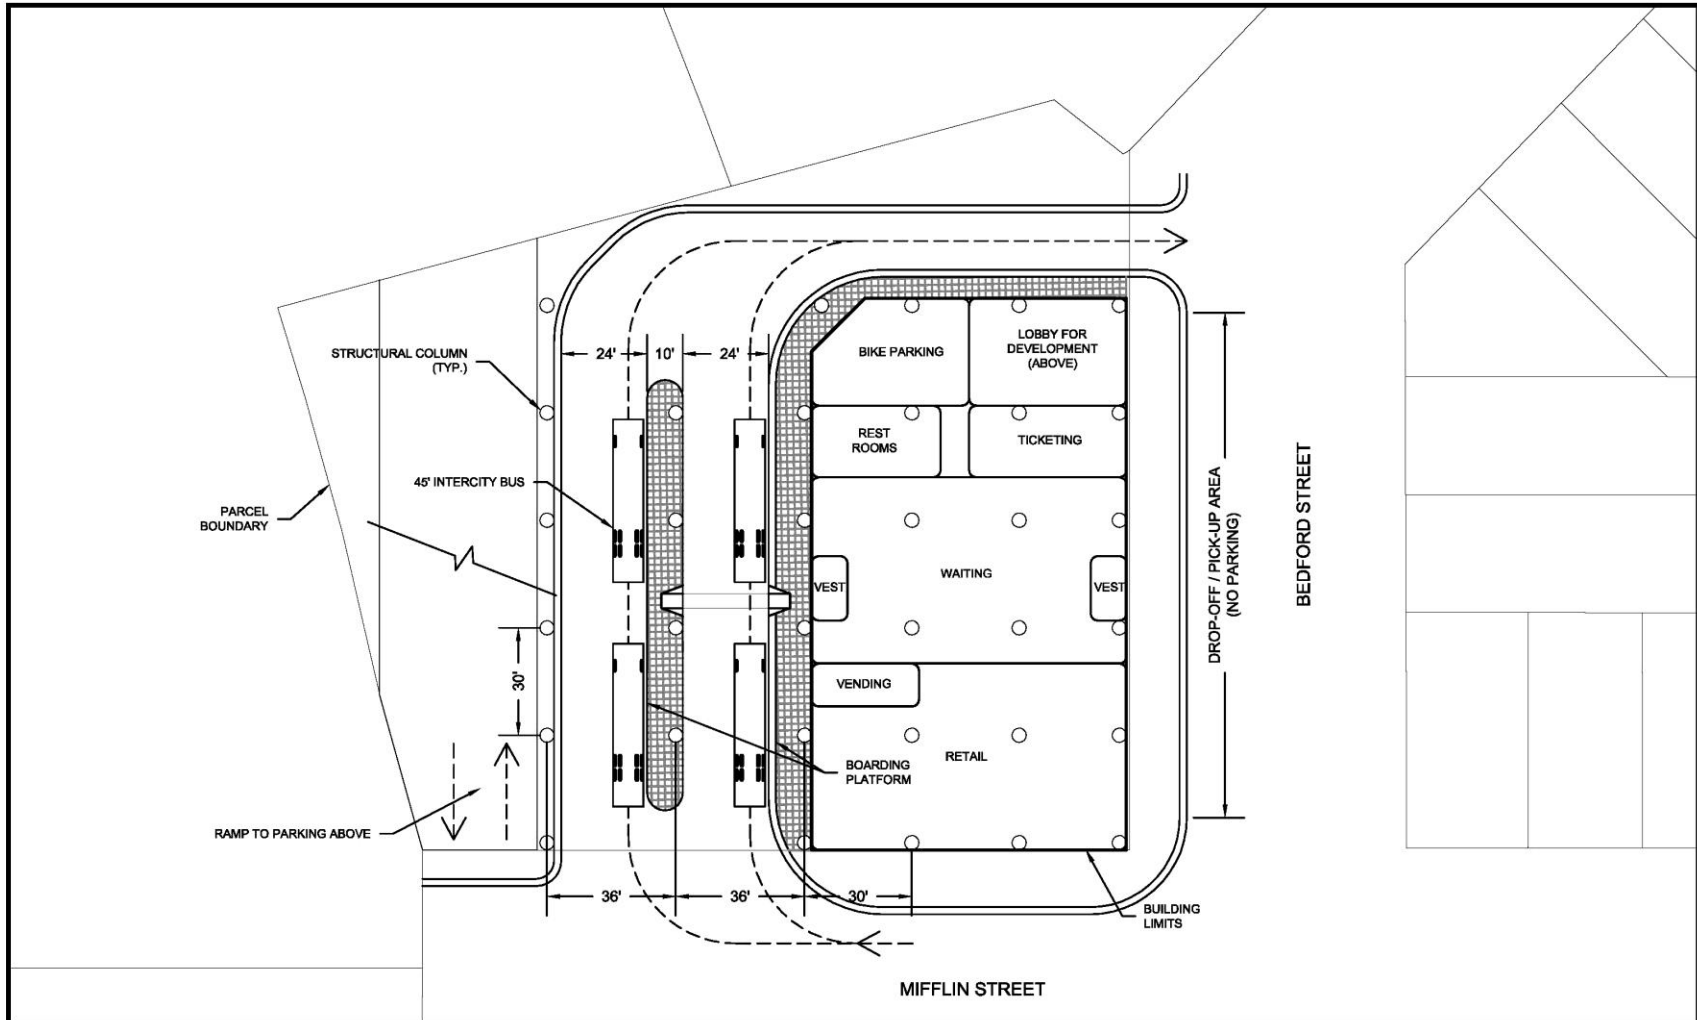 STRUCTURAL COLUMN
(TYP.)
24'
10'
24'
BIKE PARKING
LOBBY FOR
DEVELOPMENT
(ABOVE)
REST
ROOMS
TICKETING
45' INTERCITY BUS
PARCEL
BOUNDARY
VEST
WAITING
VEST
DROP-OFF / PICK-UP AREA
(NO PARKING)
BEDFORD STREET
30'
VENDING
RETAIL
BOARDING
PLATFORM
RAMP TO PARKING ABOVE
36'
36'
30'
BUILDING
LIMITS
MIFFLIN STREET